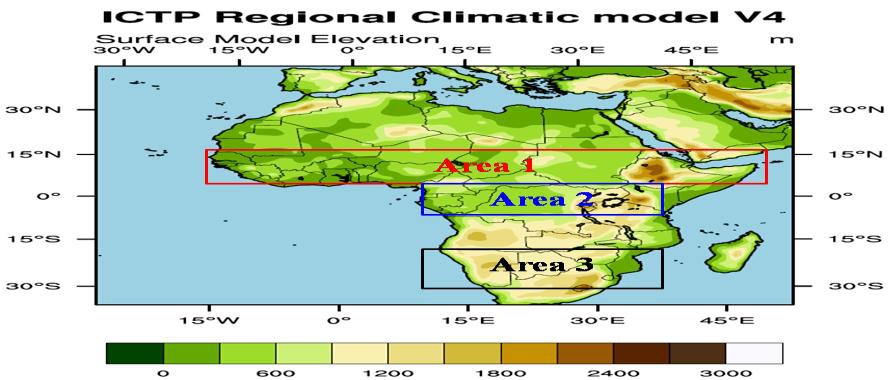 ICTP Regional Climatic model V4
Surface Model Elevation m
30°W 15°W 0° 15°E 30°E 45°E
30°N 30°N
15°N Area 1 15°N
0° Area 2 0°
15°S 15°S
Area 3
30°S 30°S
15°W 0° 15°E 30°E 45°E
0 600 1200 1800 2400 3000